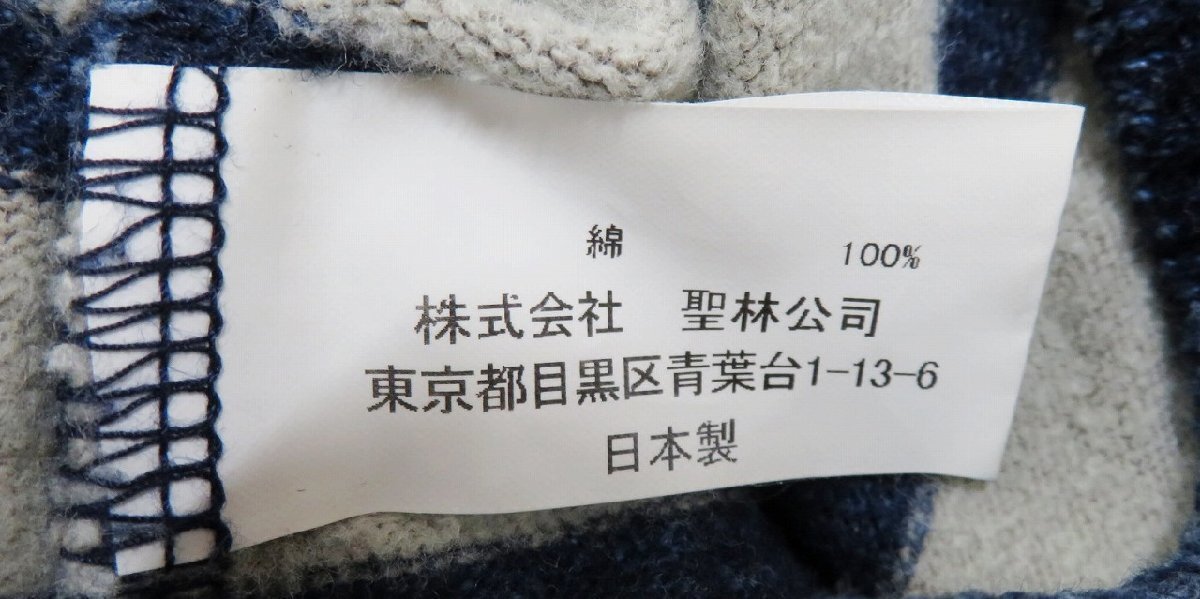 綿 100%
株式会社 聖林公司
東京都目黒区青葉台1-13-6
日本製